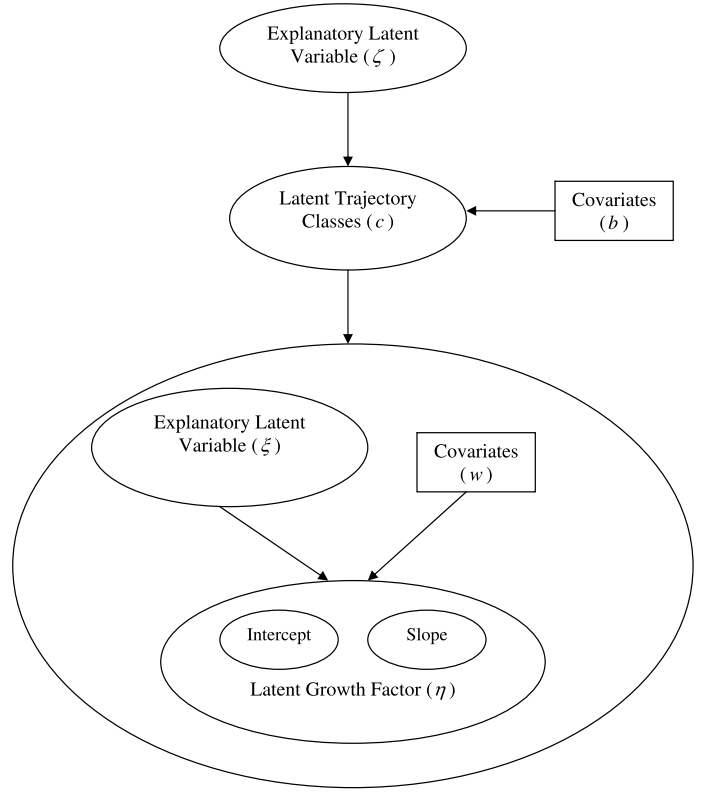 Explanatory Latent
Variable (ζ)
Latent Trajectory
Classes (c)
Covariates
(b)
Explanatory Latent
Variable (ξ)
Covariates
(w)
Intercept
Slope
Latent Growth Factor (η)